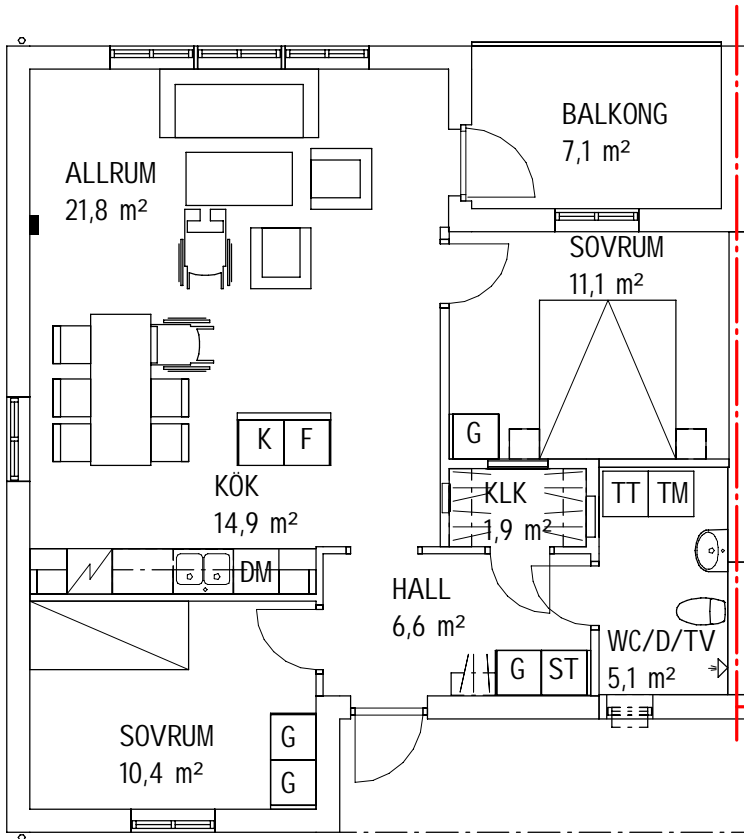 BALKONG
7,1 m²
ALLRUM
21,8 m²
SOVRUM
11,1 m²
K
F
G
KÖK
14,9 m²
KLK
1,9 m²
TT
TM
DM
HALL
6,6 m²
WC/D/TV
5,1 m²
G
ST
SOVRUM
10,4 m²
G
G